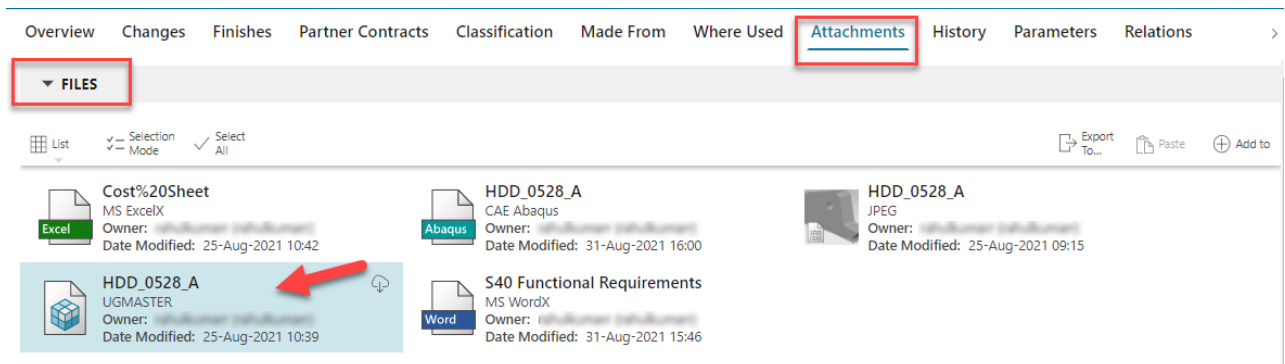 Overview Changes Finishes Partner Contracts Classification Made From Where Used Attachments History Parameters Relations
FILES
List Selection Mode Select All Export To... Paste Add to
Cost%20Sheet
MS ExcelX
Excel
Owner:
Date Modified: 25-Aug-2021 10:42
HDD_0528_A
CAE Abaqus
Abaqus
Owner:
Date Modified: 31-Aug-2021 16:00
HDD_0528_A
JPEG
Owner:
Date Modified: 25-Aug-2021 09:15
HDD_0528_A
UGMASTER
Owner:
Date Modified: 25-Aug-2021 10:39
S40 Functional Requirements
MS WordX
Word
Owner:
Date Modified: 31-Aug-2021 15:46